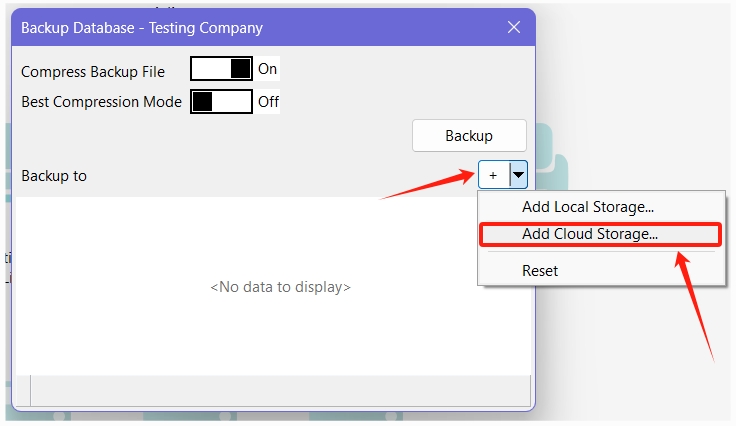 Backup Database - Testing Company
Compress Backup File On
Best Compression Mode Off
Backup
Backup to +
Add Local Storage...
Add Cloud Storage...
Reset
<No data to display>